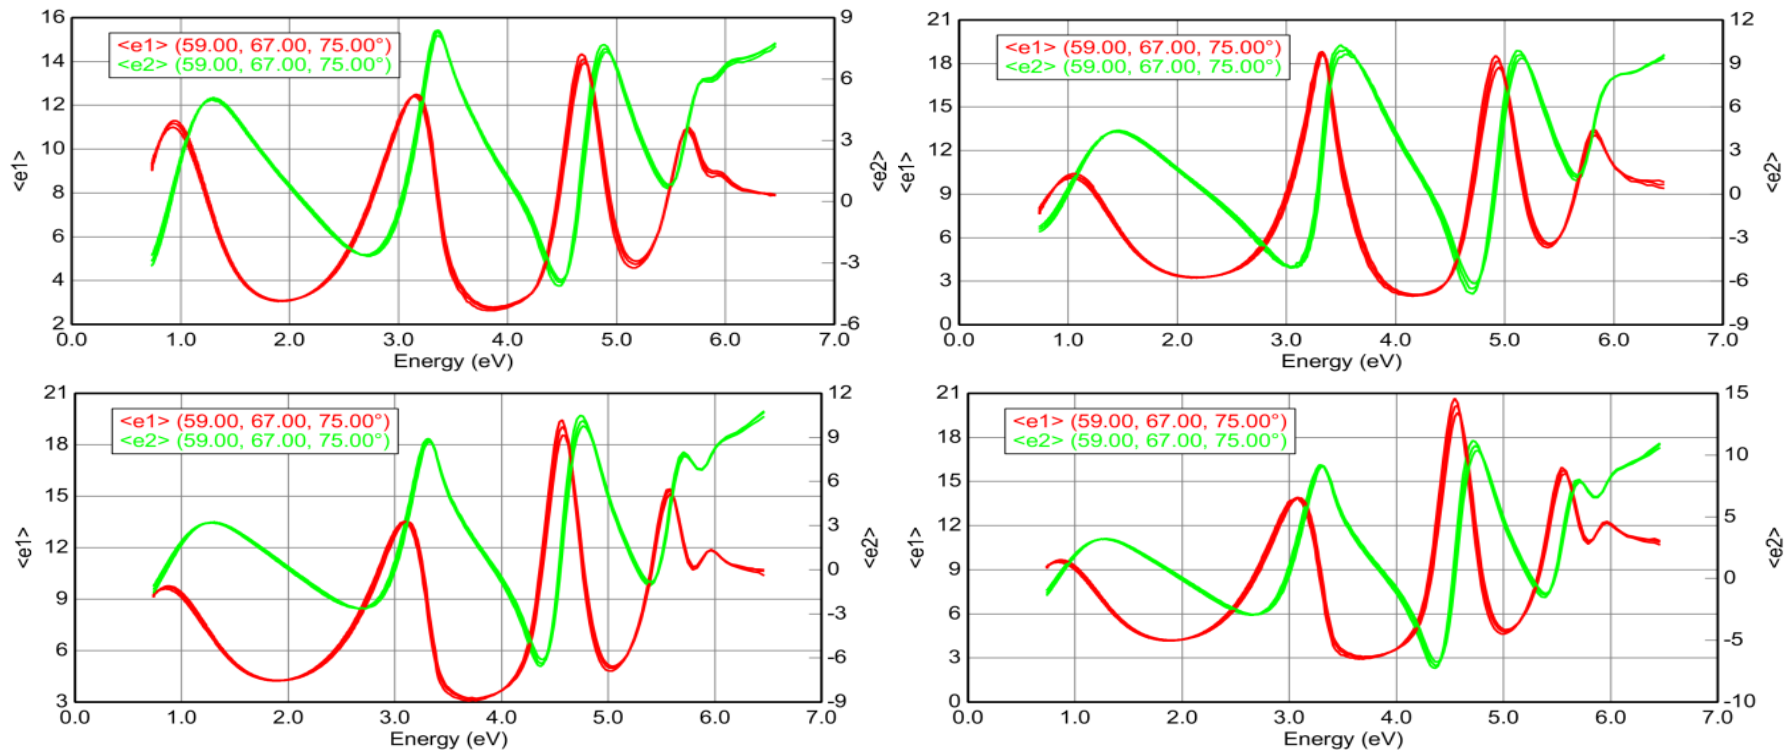 16
14
12
10
8
6
4
2
<e1>
<e1> (59.00, 67.00, 75.00°)
<e2> (59.00, 67.00, 75.00°)
9
6
3
0
-3
-6
<e2>
0.0 1.0 2.0 3.0 4.0 5.0 6.0 7.0
Energy (eV)
21
18
15
12
9
6
3
0
<e1>
<e1> (59.00, 67.00, 75.00°)
<e2> (59.00, 67.00, 75.00°)
12
9
6
3
0
-3
-6
-9
<e2>
0.0 1.0 2.0 3.0 4.0 5.0 6.0 7.0
Energy (eV)
21
18
15
12
9
6
3
<e1>
<e1> (59.00, 67.00, 75.00°)
<e2> (59.00, 67.00, 75.00°)
12
9
6
3
0
-3
-6
-9
<e2>
0.0 1.0 2.0 3.0 4.0 5.0 6.0 7.0
Energy (eV)
21
18
15
12
9
6
3
0
<e1>
<e1> (59.00, 67.00, 75.00°)
<e2> (59.00, 67.00, 75.00°)
15
10
5
0
-5
-10
<e2>
0.0 1.0 2.0 3.0 4.0 5.0 6.0 7.0
Energy (eV)